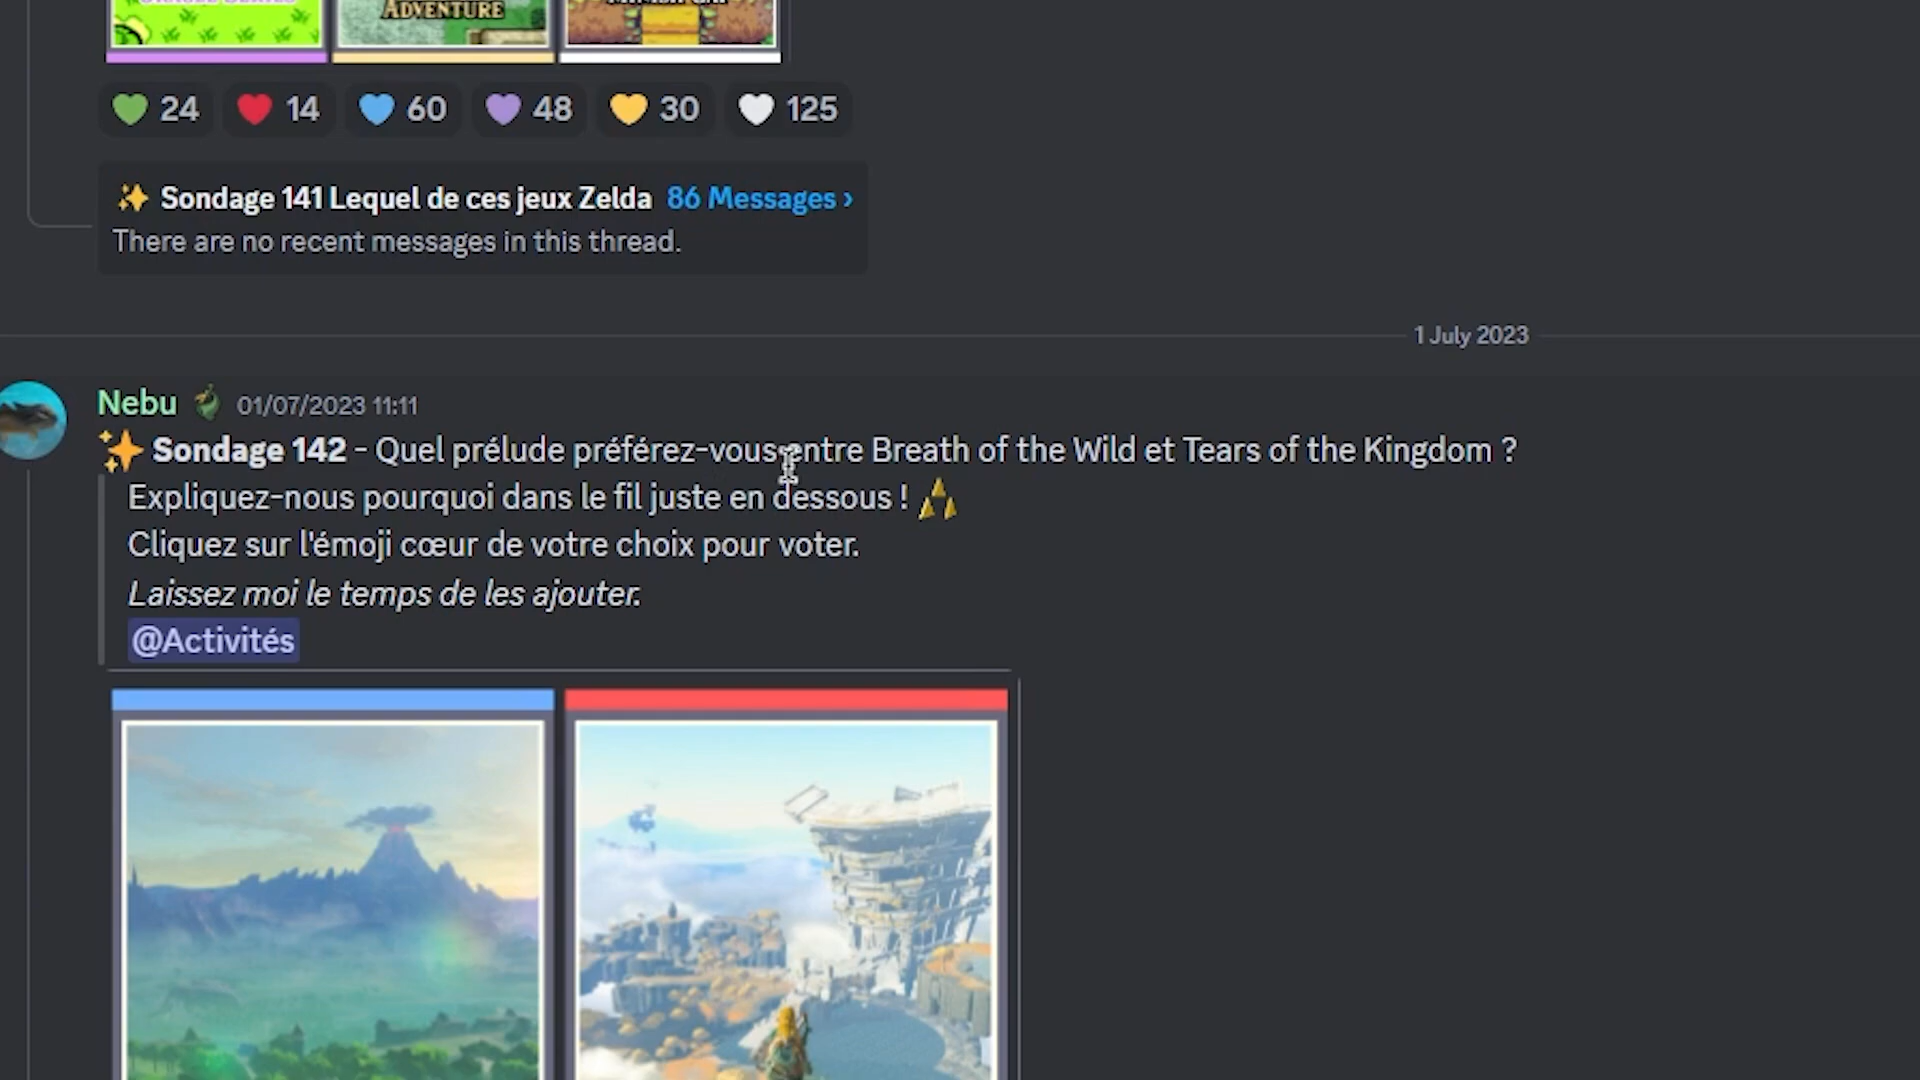 ADVENTURE
24 14 60 48 30 125
Sondage 141 Lequel de ces jeux Zelda 86 Messages ›
There are no recent messages in this thread.
1 July 2023
Nebu 01/07/2023 11:11
Sondage 142 - Quel prélude préférez-vous entre Breath of the Wild et Tears of the Kingdom ?
Expliquez-nous pourquoi dans le fil juste en dessous !
Cliquez sur l'émoji cœur de votre choix pour voter.
Laissez moi le temps de les ajouter.
@Activités